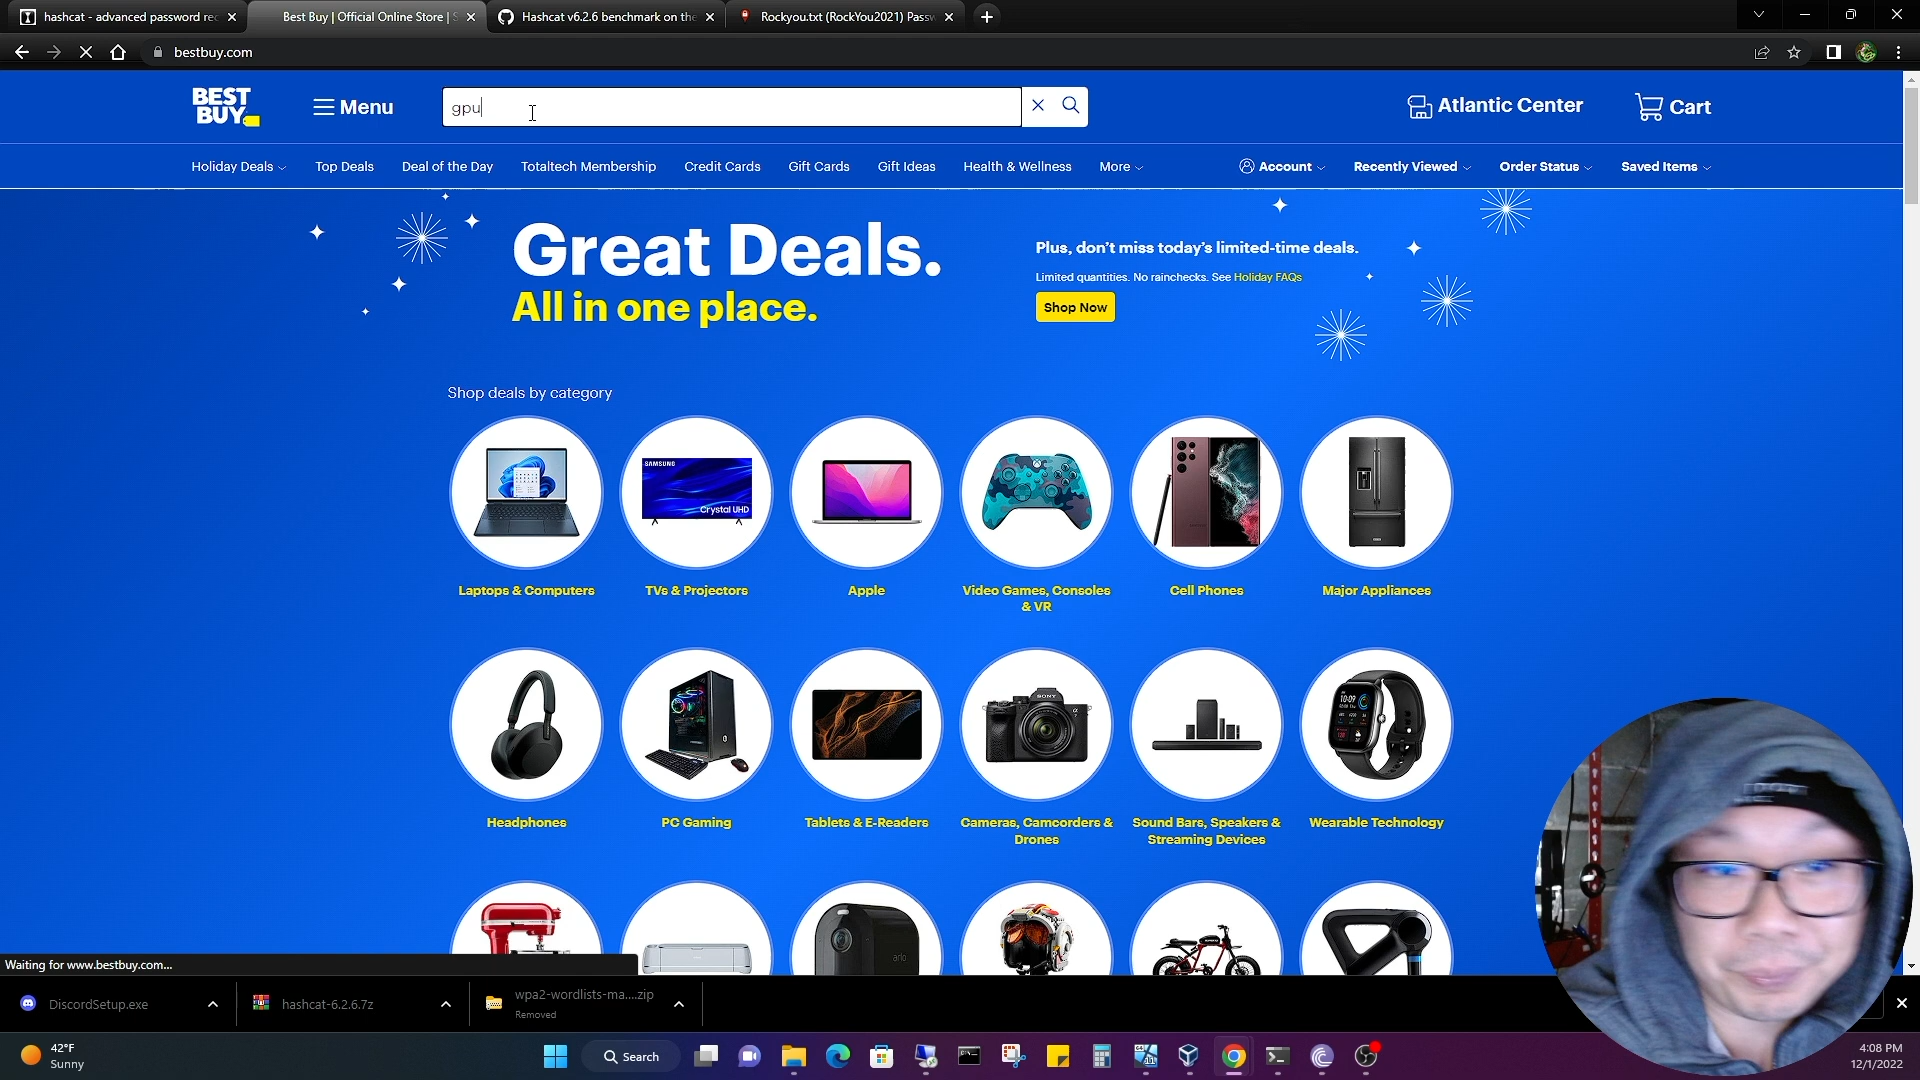 hashcat - advanced password rec
Best Buy | Official Online Store | S
Hashcat v6.2.6 benchmark on the
Rockyou.txt (RockYou2021) Passw
bestbuy.com
BEST
BUY
Menu
gpu
Atlantic Center
Cart
Holiday Deals
Top Deals
Deal of the Day
Totaltech Membership
Credit Cards
Gift Cards
Gift Ideas
Health & Wellness
More
Account
Recently Viewed
Order Status
Saved Items
Great Deals.
All in one place.
Plus, don't miss today's limited-time deals.
Limited quantities. No rainchecks. See Holiday FAQs
Shop Now
Shop deals by category
SAMSUNG
Crystal UHD
Laptops & Computers
TVs & Projectors
Apple
Video Games, Consoles
& VR
Cell Phones
Major Appliances
SONY
10:09
Headphones
PC Gaming
Tablets & E-Readers
Cameras, Camcorders &
Drones
Sound Bars, Speakers &
Streaming Devices
Wearable Technology
arlo
Waiting for www.bestbuy.com...
DiscordSetup.exe
hashcat-6.2.6.7z
wpa2-wordlists-ma....zip
Removed
42°F
Sunny
Search
4:08 PM
12/1/2022